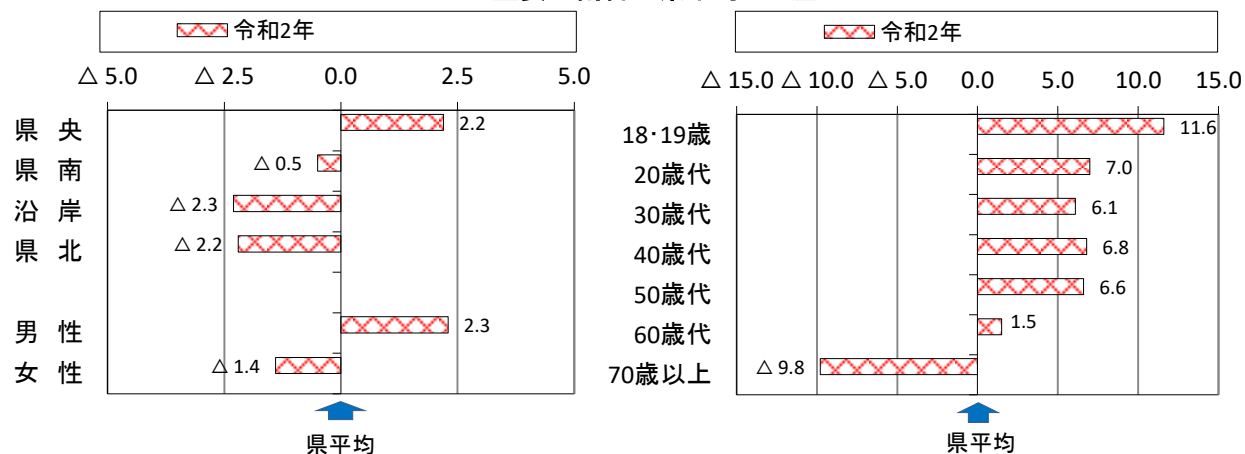 令和2年
△ 5.0 △ 2.5 0.0 2.5 5.0
県 央 2.2
県 南 △ 0.5
沿 岸 △ 2.3
県 北 △ 2.2
男 性 2.3
女 性 △ 1.4
県平均
令和2年
△ 15.0 △ 10.0 △ 5.0 0.0 5.0 10.0 15.0
18･19歳 11.6
20歳代 7.0
30歳代 6.1
40歳代 6.8
50歳代 6.6
60歳代 1.5
70歳以上 △ 9.8
県平均